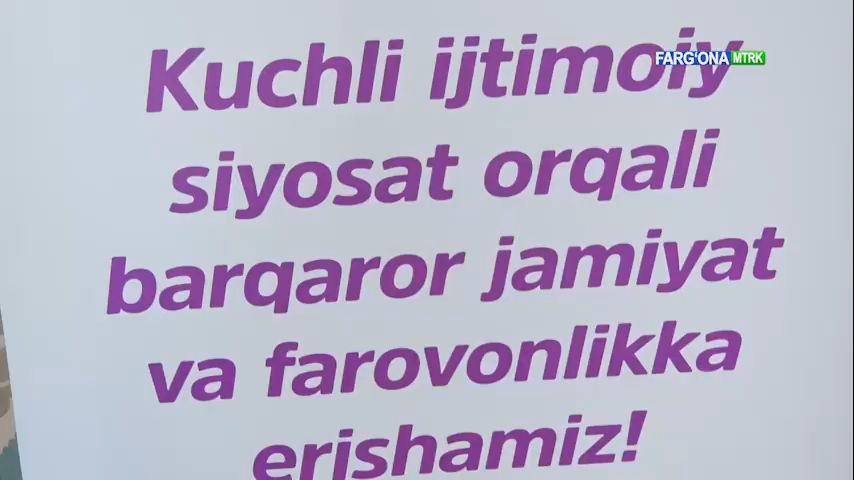 FARG'ONA MTRK
Kuchli ijtimoiy
siyosat orqali
barqaror jamiyat
va farovonlikka
erishamiz!